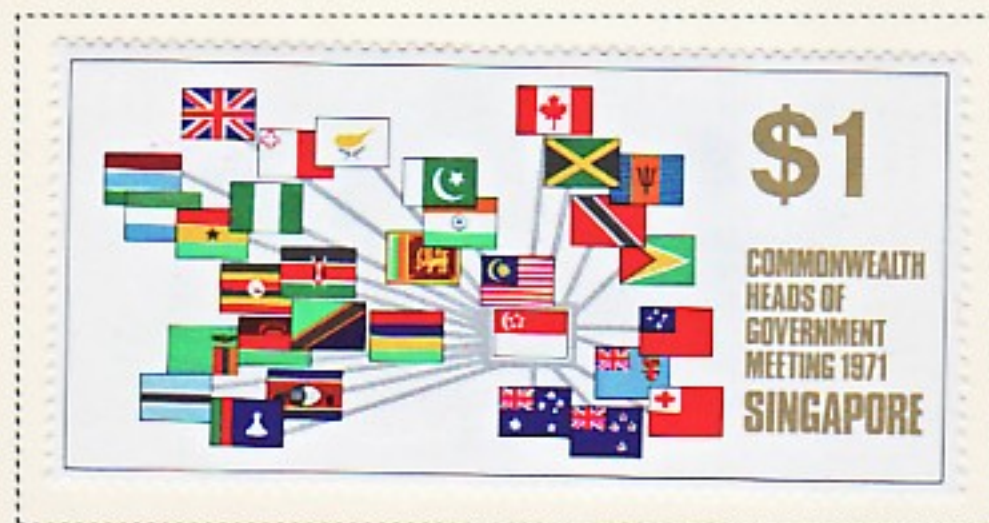 $1
COMMONWEALTH
HEADS OF
GOVERNMENT
MEETING 1971
SINGAPORE